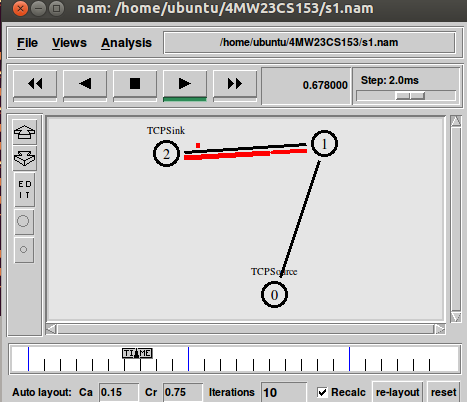 nam: /home/ubuntu/4MW23CS153/s1.nam
File Views Analysis /home/ubuntu/4MW23CS153/s1.nam
0.678000 Step: 2.0ms
TCPSink
2 1
E D
I T
TCPSource
0
TIME
Auto layout: Ca 0.15 Cr 0.75 Iterations 10 Recalc re-layout reset